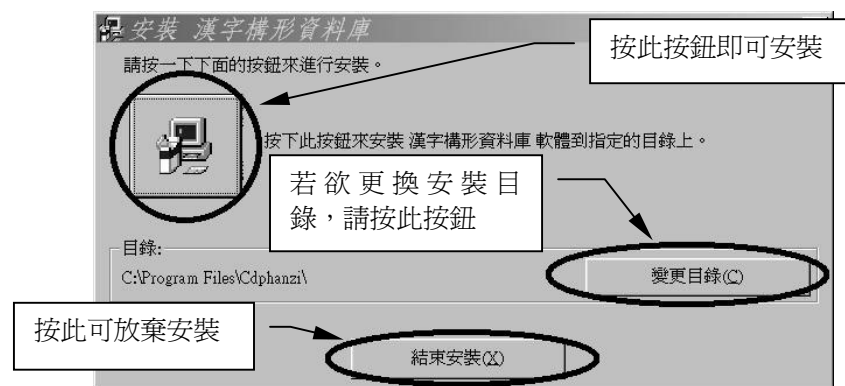 安裝 漢字構形資料庫
按此按鈕即可安裝
請按一下下面的按鈕來進行安裝。
按下此按鈕來安裝 漢字構形資料庫 軟體到指定的目錄上。
若欲更換安裝目
錄，請按此按鈕
目錄:
C:\Program Files\Cdphanzi\
變更目錄(C)
按此可放棄安裝
結束安裝(X)